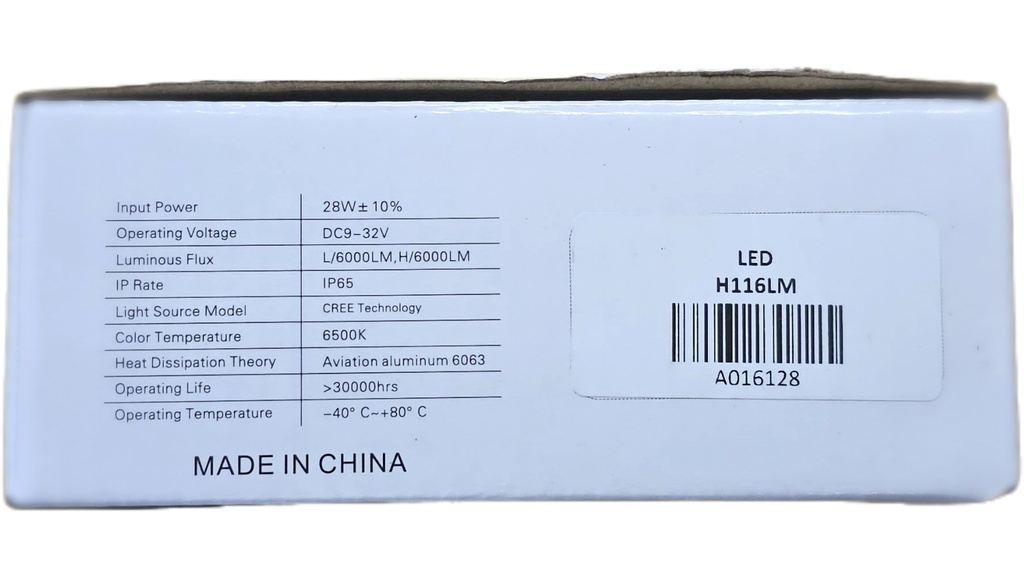 Input Power 28W± 10%
Operating Voltage DC9–32V
Luminous Flux L/6000LM,H/6000LM
IP Rate IP65
Light Source Model CREE Technology
Color Temperature 6500K
Heat Dissipation Theory Aviation aluminum 6063
Operating Life >30000hrs
Operating Temperature –40° C~+80° C
MADE IN CHINA
LED
H116LM
A016128